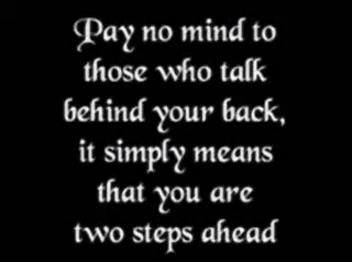 Pay no mind to
those who talk
behind your back,
it simply means
that you are
two steps ahead